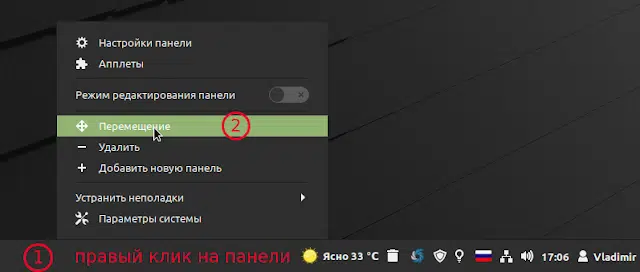 Настройки панели
Апплеты
Режим редактирования панели
Перемещение 2
Удалить
Добавить новую панель
Устранить неполадки
Параметры системы
1 правый клик на панели Ясно 33 °C 17:06 Vladimir